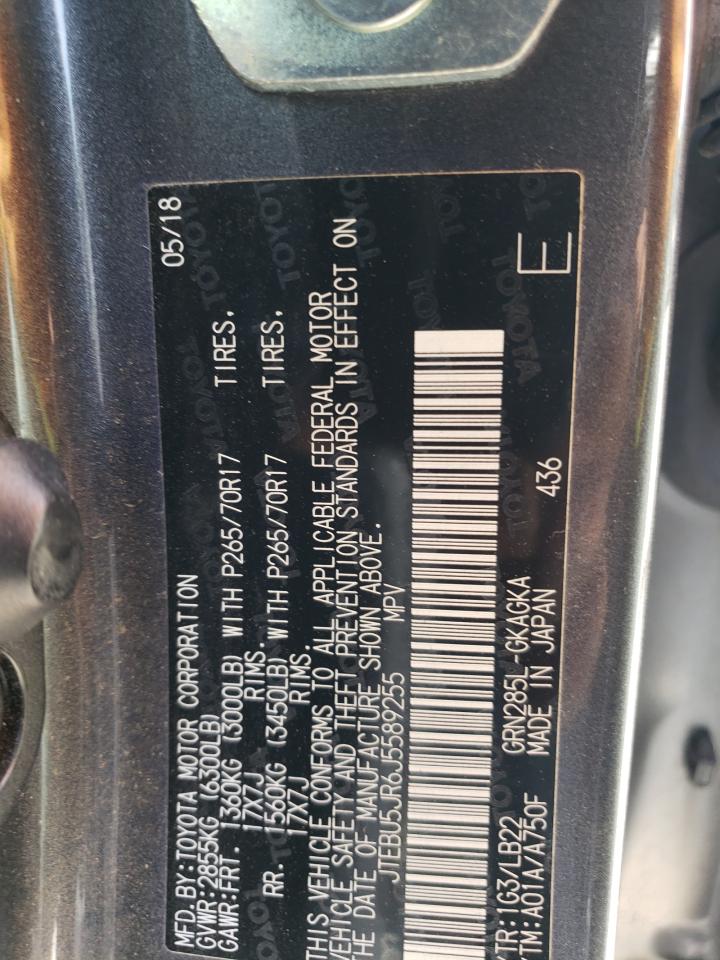 MFD. BY:TOYOTA MOTOR CORPORATION 05/18
GVWR:2855KG (6300LB)
GAWR:FRT. 1360KG (3000LB) WITH P265/70R17 TIRES.
17X7J RIMS.
RR. 1560KG (3450LB) WITH P265/70R17 TIRES.
17X7J RIMS.
THIS VEHICLE CONFORMS TO ALL APPLICABLE FEDERAL MOTOR
VEHICLE SAFETY AND THEFT PREVENTION STANDARDS IN EFFECT ON
THE DATE OF MANUFACTURE SHOWN ABOVE.
JTEBU5JR6J5589255 MPV
/TR:1G3/LB22 GRN285L-GKAGKA E
/TM:A01A/A750F MADE IN JAPAN 436